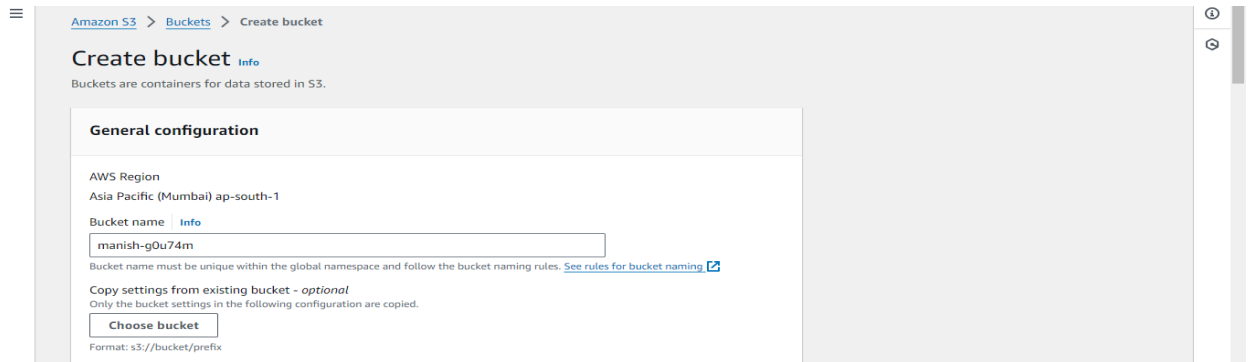 Amazon S3 > Buckets > Create bucket
Create bucket Info
Buckets are containers for data stored in S3.
General configuration
AWS Region
Asia Pacific (Mumbai) ap-south-1
Bucket name Info
manish-g0u74m
Bucket name must be unique within the global namespace and follow the bucket naming rules. See rules for bucket naming
Copy settings from existing bucket - optional
Only the bucket settings in the following configuration are copied.
Choose bucket
Format: s3://bucket/prefix